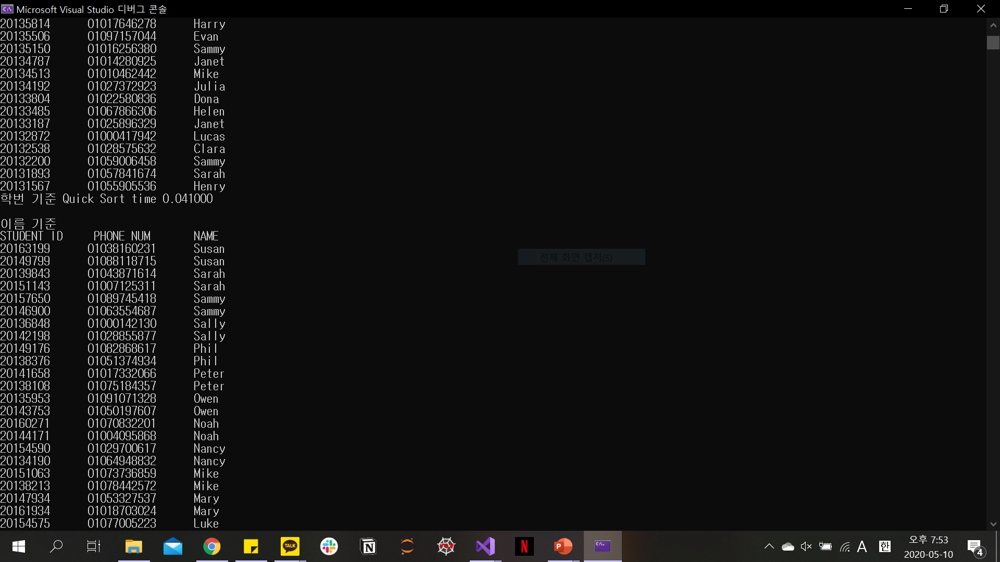 Microsoft Visual Studio 디버그 콘솔
20135814 01017646278 Harry
20135506 01097157044 Evan
20135150 01016256380 Sammy
20134787 01014280925 Janet
20134513 01010462442 Mike
20134192 01027372923 Julia
20133804 01022580836 Dona
20133485 01067866306 Helen
20133187 01025896329 Janet
20132872 01000417942 Lucas
20132538 01028575632 Clara
20132200 01059006458 Sammy
20131893 01057841674 Sarah
20131567 01055905536 Henry
학번 기준 Quick Sort time 0.041000
이름 기준
STUDENT ID PHONE NUM NAME
20163199 01038160231 Susan
20149799 01088118715 Susan
전체 화면 캡처(S)
20139843 01043871614 Sarah
20151143 01007125311 Sarah
20157650 01089745418 Sammy
20146900 01063554687 Sammy
20136848 01000142130 Sally
20142198 01028855877 Sally
20149176 01082868617 Phil
20138376 01051374934 Phil
20141658 01017332066 Peter
20138108 01075184357 Peter
20135953 01091071328 Owen
20143753 01050197607 Owen
20160271 01070832201 Noah
20144171 01004095868 Noah
20154590 01029700617 Nancy
20134190 01064948832 Nancy
20151063 01073736859 Mike
20138213 01078442572 Mike
20147934 01053327537 Mary
20161934 01018703024 Mary
20154575 01077005223 Luke
TALK
A 한
오후 7:53
2020-05-10
4